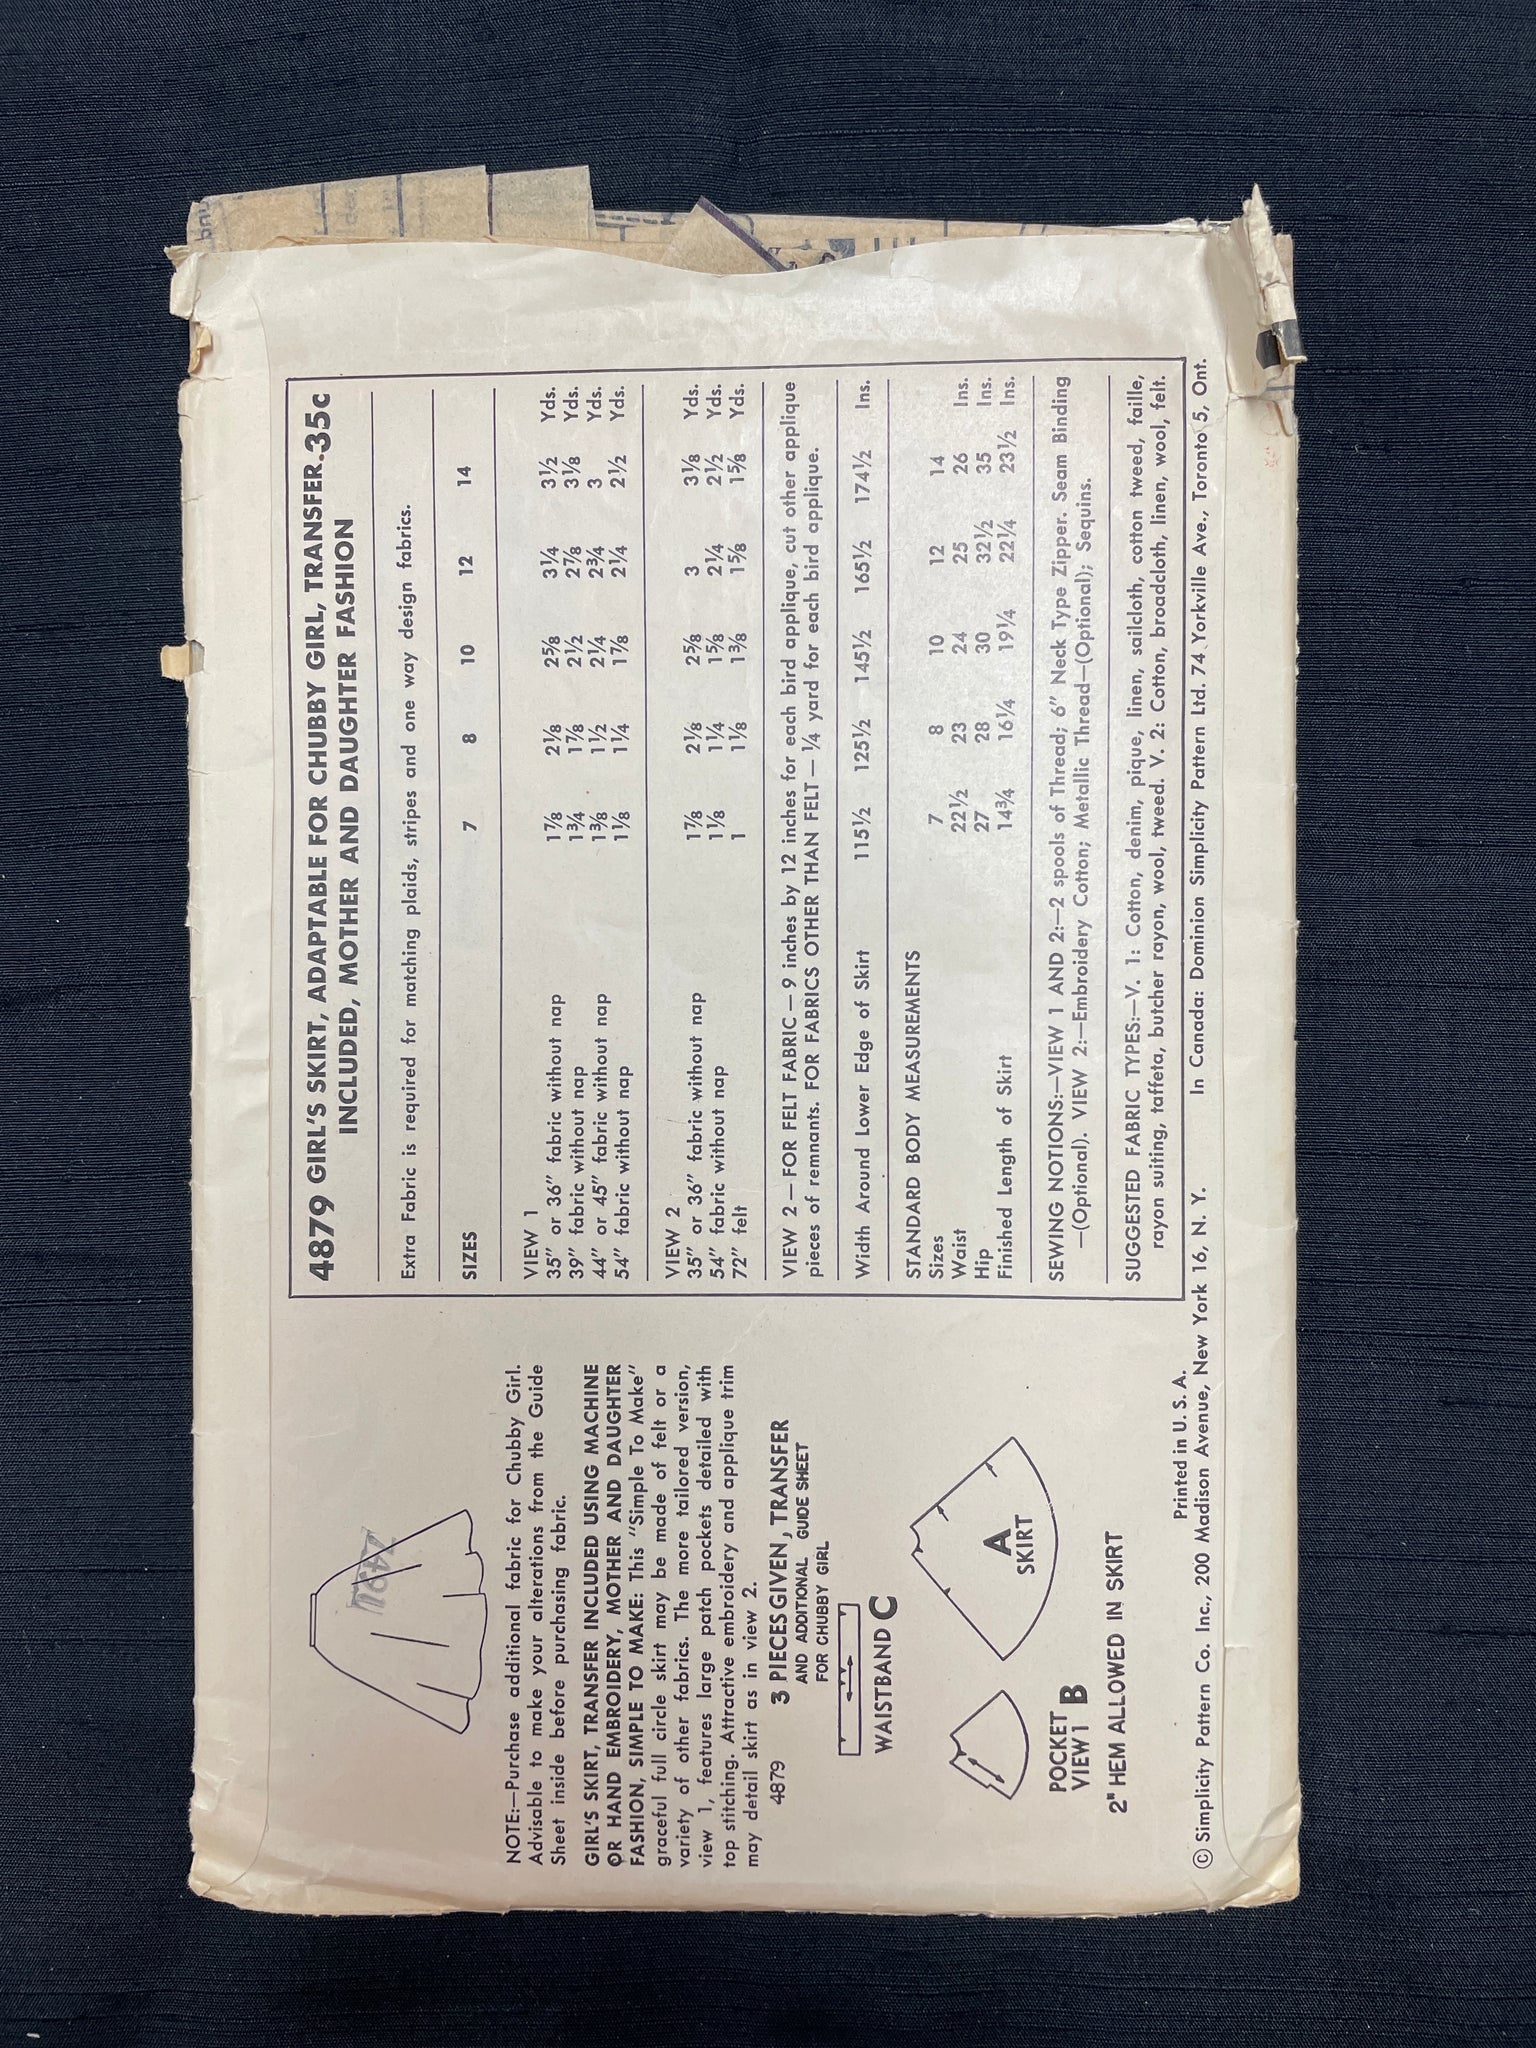 NOTE:—Purchase additional fabric for Chubby Girl.
Advisable to make your alterations from the Guide
Sheet inside before purchasing fabric.
GIRL'S SKIRT, TRANSFER INCLUDED USING MACHINE
OR HAND EMBROIDERY, MOTHER AND DAUGHTER
FASHION, SIMPLE TO MAKE: This "Simple To Make"
graceful full circle skirt may be made of felt or a
variety of other fabrics. The more tailored version,
view 1, features large patch pockets detailed with
top stitching. Attractive embroidery and applique trim
may detail skirt as in view 2.
4879 3 PIECES GIVEN, TRANSFER
AND ADDITIONAL GUIDE SHEET
FOR CHUBBY GIRL
WAISTBAND C
A
SKIRT
POCKET
VIEW 1 B
2" HEM ALLOWED IN SKIRT
4879 GIRL'S SKIRT, ADAPTABLE FOR CHUBBY GIRL, TRANSFER 35c
INCLUDED, MOTHER AND DAUGHTER FASHION
Extra Fabric is required for matching plaids, stripes and one way design fabrics.
SIZES 7 8 10 12 14
VIEW 1
35" or 36" fabric without nap 1⅞ 2⅛ 2⅝ 3¼ 3½ Yds.
39" fabric without nap 1¾ 1⅞ 2½ 2⅞ 3⅛ Yds.
44" or 45" fabric without nap 1⅜ 1½ 2¼ 2¾ 3 Yds.
54" fabric without nap 1⅛ 1¼ 1⅞ 2¼ 2½ Yds.
VIEW 2
35" or 36" fabric without nap 1⅞ 2⅛ 2⅝ 3 3⅛ Yds.
54" fabric without nap 1⅛ 1¼ 1⅝ 2¼ 2½ Yds.
72" felt 1 1⅛ 1⅜ 1⅝ 1⅝ Yds.
VIEW 2 — FOR FELT FABRIC — 9 inches by 12 inches for each bird applique, cut other applique
pieces of remnants. FOR FABRICS OTHER THAN FELT — ¼ yard for each bird applique.
Width Around Lower Edge of Skirt 115½ 125½ 145½ 165½ 174½ Ins.
STANDARD BODY MEASUREMENTS
Sizes 7 8 10 12 14
Waist 22½ 23 24 25 26 Ins.
Hip 27 28 30 32½ 35 Ins.
Finished Length of Skirt 14¾ 16¼ 19¼ 22¼ 23½ Ins.
SEWING NOTIONS:—VIEW 1 AND 2:—2 spools of Thread; 6" Neck Type Zipper. Seam Binding
—(Optional). VIEW 2:—Embroidery Cotton; Metallic Thread—(Optional); Sequins.
SUGGESTED FABRIC TYPES:—V. 1: Cotton, denim, pique, linen, sailcloth, cotton tweed, faille,
rayon suiting, taffeta, butcher rayon, wool, tweed. V. 2: Cotton, broadcloth, linen, wool, felt.
Printed in U. S. A.
© Simplicity Pattern Co. Inc., 200 Madison Avenue, New York 16, N. Y. In Canada: Dominion Simplicity Pattern Ltd. 74 Yorkville Ave., Toronto 5, Ont.